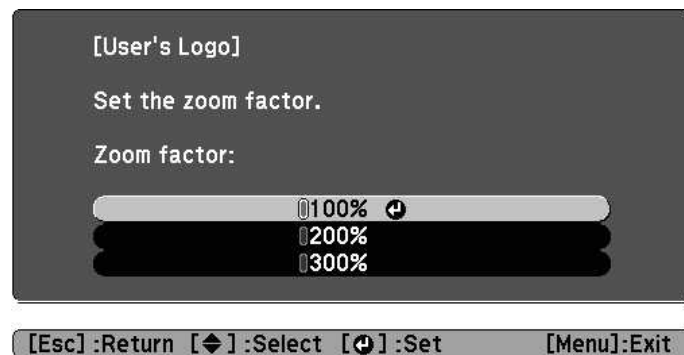 [User's Logo]
Set the zoom factor.
Zoom factor:
100%
200%
300%
[Esc] :Return [◆] :Select [⏎] :Set [Menu]:Exit